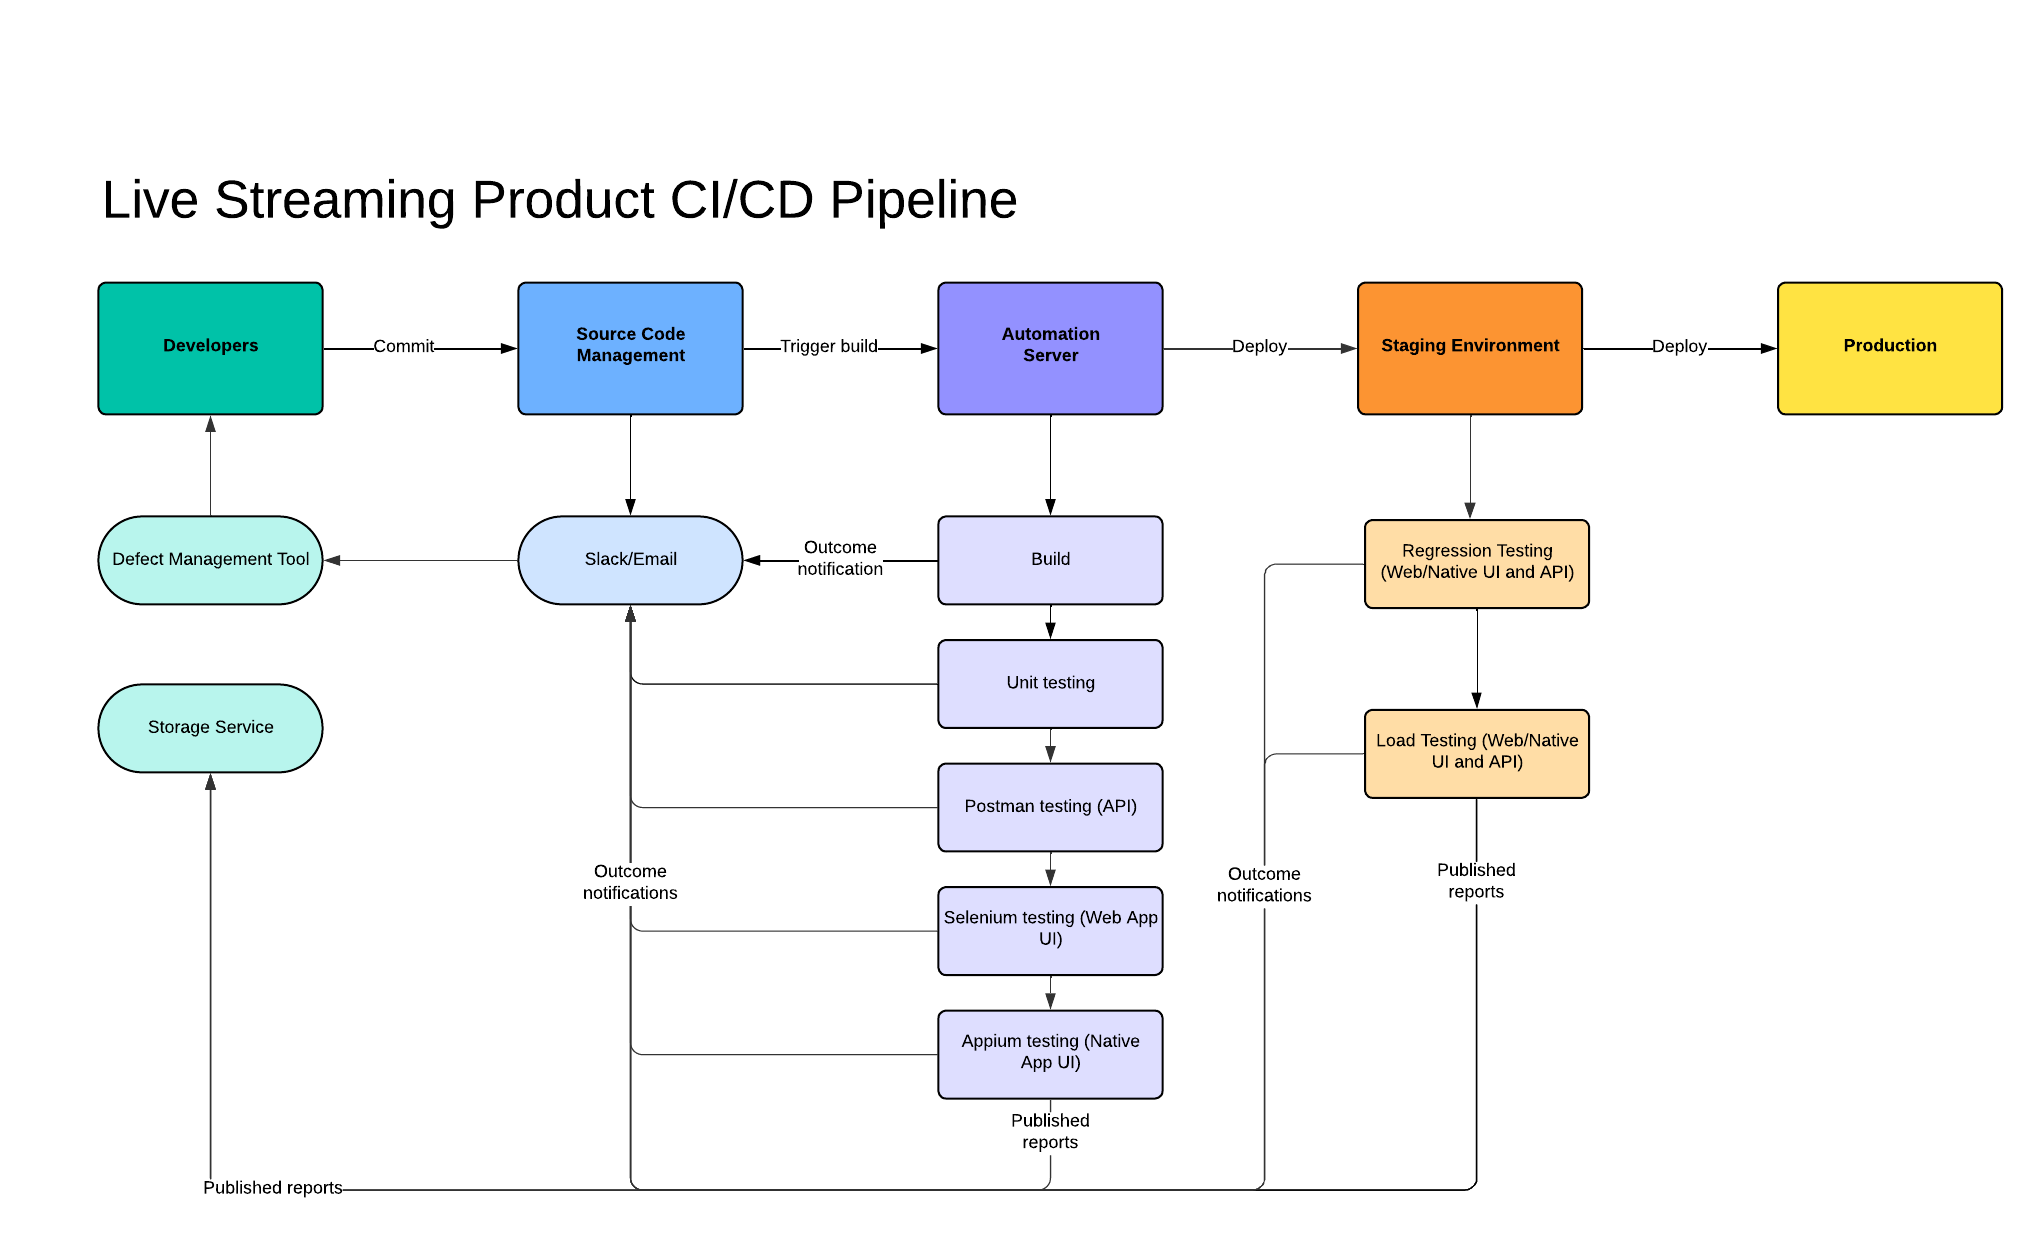 Live Streaming Product CI/CD Pipeline
Developers
Commit
Source Code
Management
Trigger build
Automation
Server
Deploy
Staging Environment
Deploy
Production
Defect Management Tool
Slack/Email
Outcome
notification
Build
Regression Testing
(Web/Native UI and API)
Unit testing
Storage Service
Load Testing (Web/Native
UI and API)
Postman testing (API)
Outcome
notifications
Outcome
notifications
Published
reports
Selenium testing (Web App
UI)
Appium testing (Native
App UI)
Published
reports
Published reports